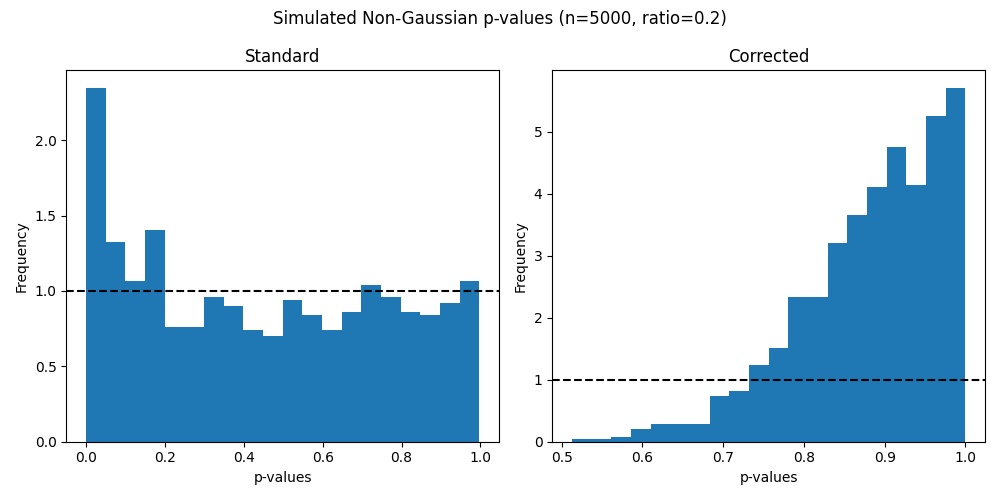 Simulated Non-Gaussian p-values (n=5000, ratio=0.2)
Standard
Frequency
2.0
1.5
1.0
0.5
0.0
0.0 0.2 0.4 0.6 0.8 1.0
p-values
Corrected
Frequency
5
4
3
2
1
0
0.5 0.6 0.7 0.8 0.9 1.0
p-values